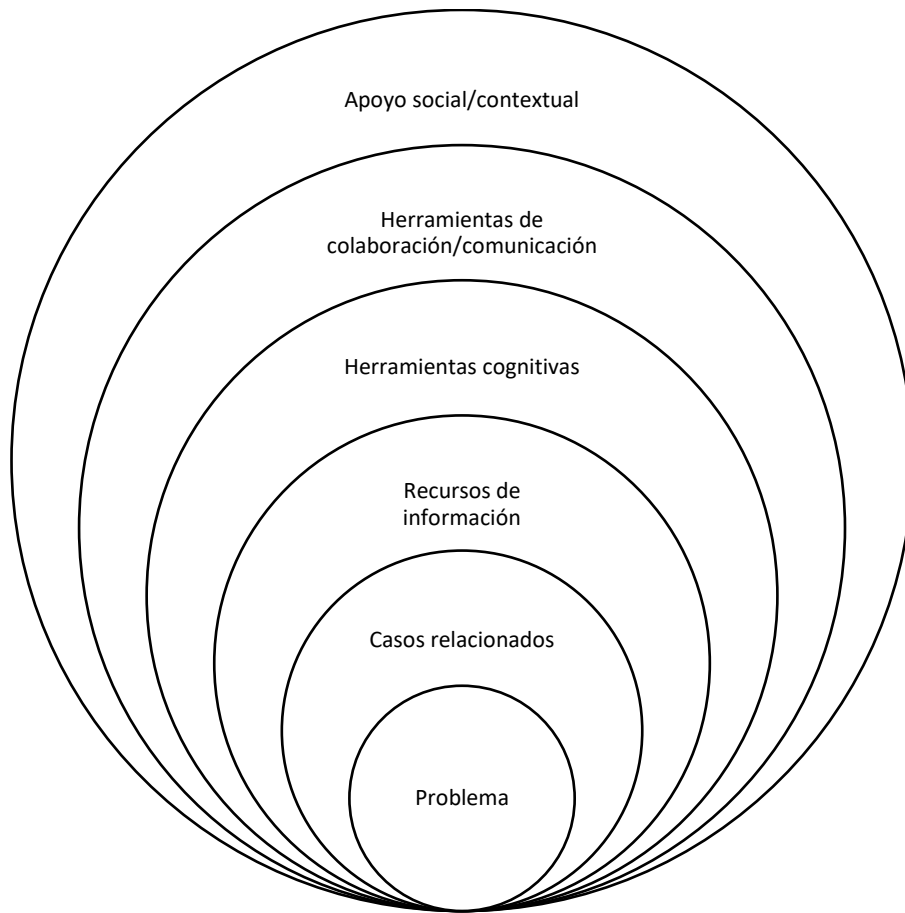 Apoyo social/contextual
Herramientas de
colaboración/comunicación
Herramientas cognitivas
Recursos de
información
Casos relacionados
Problema